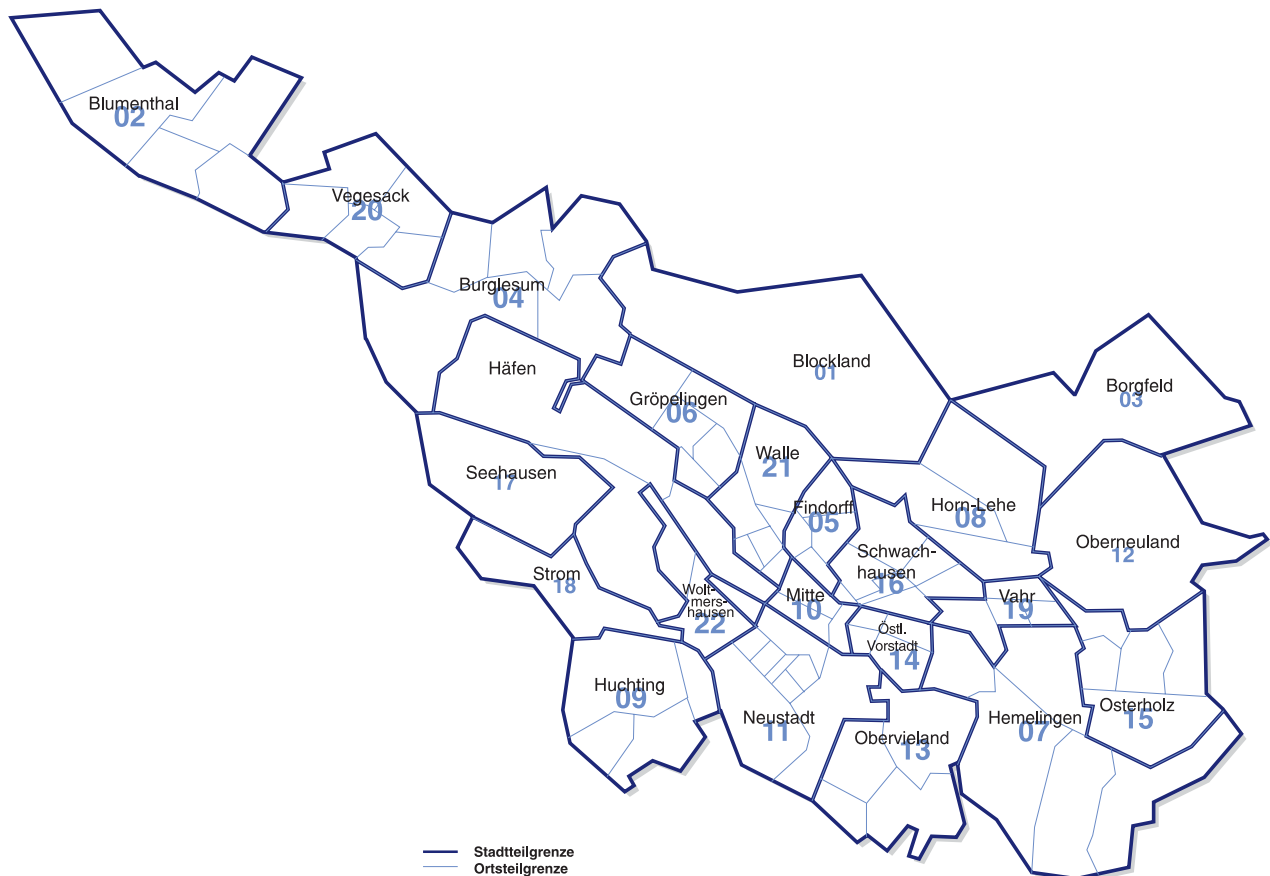 Blumenthal
02
Vegesack
20
Burglesum
04
Häfen
Blockland
01
Borgfeld
03
Gröpelingen
06
Walle
21
Seehausen
17
Findorff
05
Horn-Lehe
08
Oberneuland
12
Schwach-
hausen
16
Strom
18
Wolt-
mers-
hausen
22
Mitte
10
Vahr
19
Östl.
Vorstadt
14
Huchting
09
Neustadt
11
Obervieland
13
Hemelingen
07
Osterholz
15
Stadtteilgrenze
Ortsteilgrenze